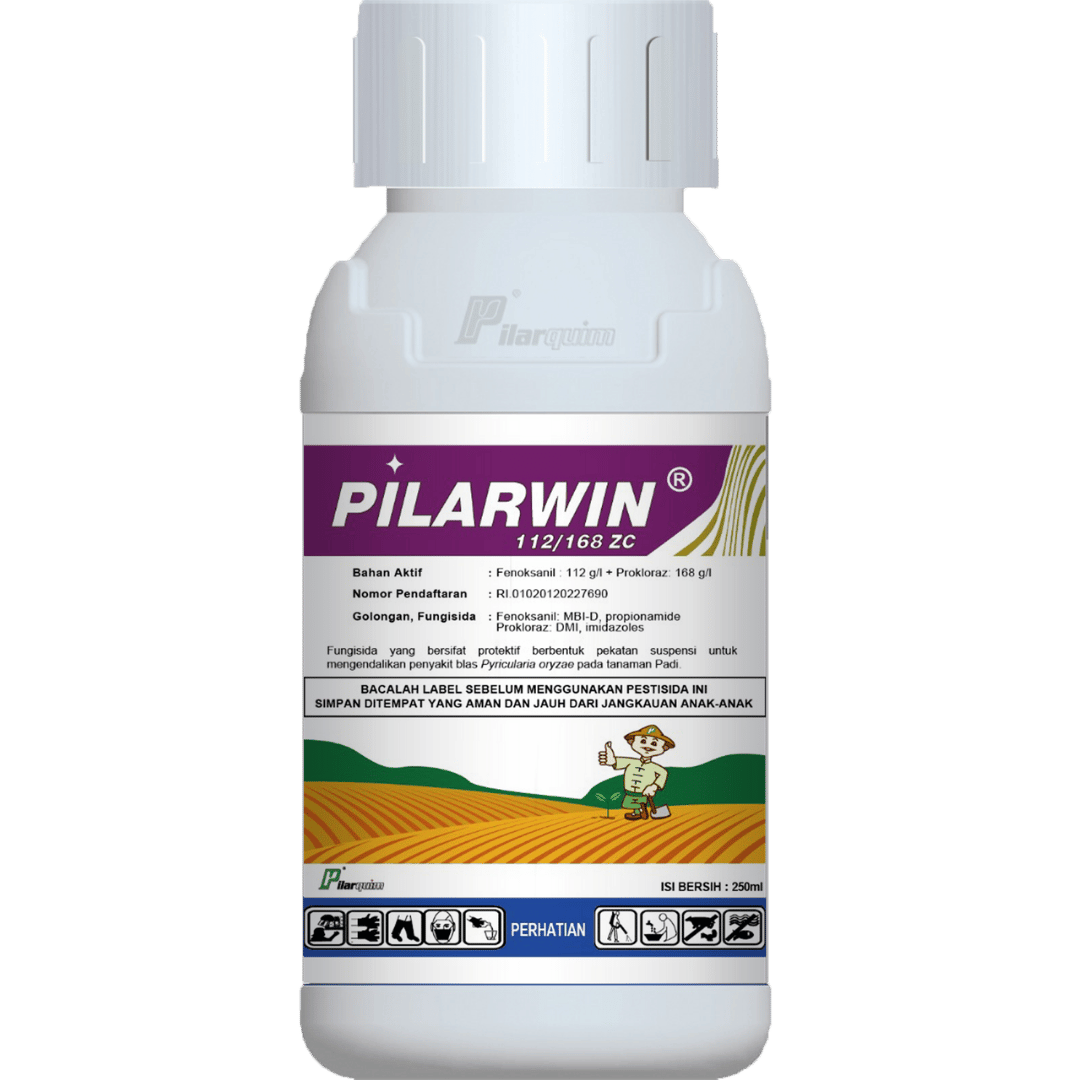 Pilarquim®
PILARWIN®
112/168 ZC
Bahan Aktif : Fenoksanil : 112 g/l + Prokloraz: 168 g/l
Nomor Pendaftaran : RI.01020120227690
Golongan, Fungisida : Fenoksanil: MBI-D, propionamide
Prokloraz: DMI, imidazoles
Fungisida yang bersifat protektif berbentuk pekatan suspensi untuk
mengendalikan penyakit blas Pyricularia oryzae pada tanaman Padi.
BACALAH LABEL SEBELUM MENGGUNAKAN PESTISIDA INI
SIMPAN DITEMPAT YANG AMAN DAN JAUH DARI JANGKAUAN ANAK-ANAK
Pilarquim
ISI BERSIH : 250ml
PERHATIAN